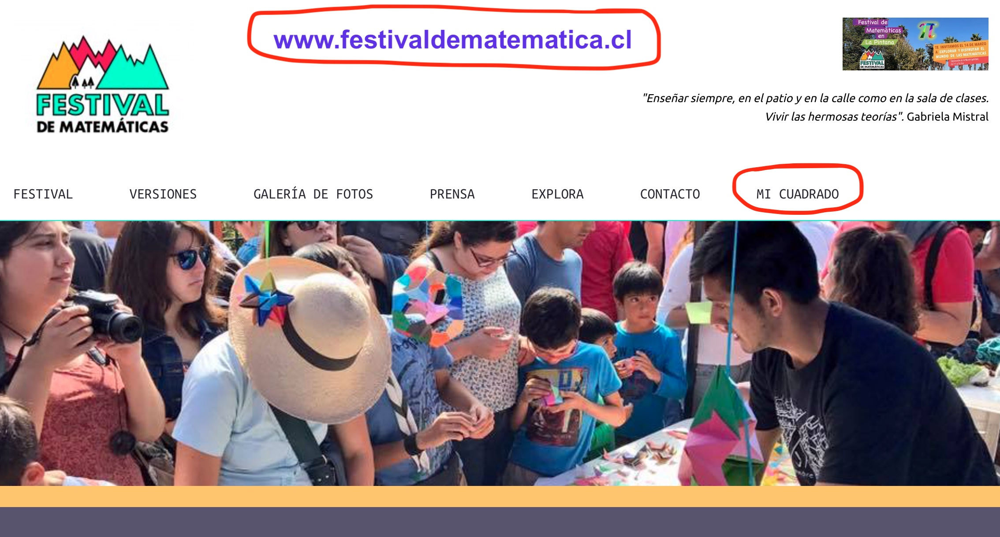 www.festivaldematematica.cl
FESTIVAL
DE MATEMÁTICAS
Festival de
Matemáticas
en
La Pintana
π
TE INVITAMOS EL 14 DE MARZO
A EXPLORAR Y DISFRUTAR EL
MUNDO DE LAS MATEMÁTICAS
FESTIVAL
DE MATEMÁTICAS
"Enseñar siempre, en el patio y en la calle como en la sala de clases.
Vivir las hermosas teorías". Gabriela Mistral
FESTIVAL VERSIONES GALERÍA DE FOTOS PRENSA EXPLORA CONTACTO MI CUADRADO